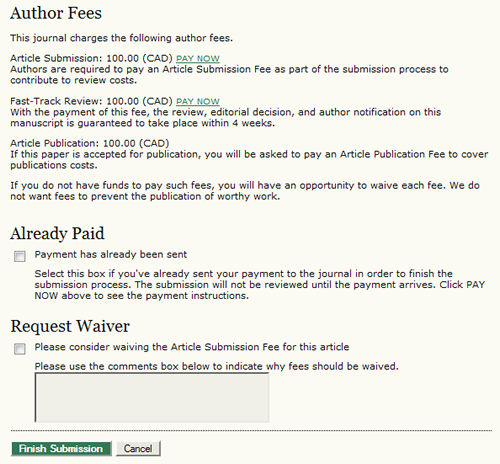 Author Fees
This journal charges the following author fees.
Article Submission: 100.00 (CAD) PAY NOW
Authors are required to pay an Article Submission Fee as part of the submission process to
contribute to review costs.
Fast-Track Review: 100.00 (CAD) PAY NOW
With the payment of this fee, the review, editorial decision, and author notification on this
manuscript is guaranteed to take place within 4 weeks.
Article Publication: 100.00 (CAD)
If this paper is accepted for publication, you will be asked to pay an Article Publication Fee to cover
publications costs.
If you do not have funds to pay such fees, you will have an opportunity to waive each fee. We do
not want fees to prevent the publication of worthy work.
Already Paid
Payment has already been sent
Select this box if you've already sent your payment to the journal in order to finish the
submission process. The submission will not be reviewed until the payment arrives. Click PAY
NOW above to see the payment instructions.
Request Waiver
Please consider waiving the Article Submission Fee for this article
Please use the comments box below to indicate why fees should be waived.
Finish Submission Cancel